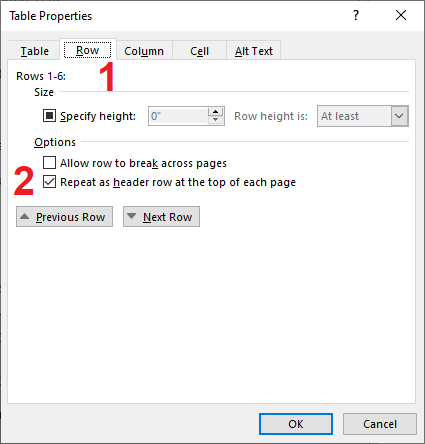 Table Properties ?
Table Row Column Cell Alt Text
1
Rows 1-6:
Size
Specify height: 0" Row height is: At least
Options
Allow row to break across pages
2 Repeat as header row at the top of each page
Previous Row Next Row
OK Cancel